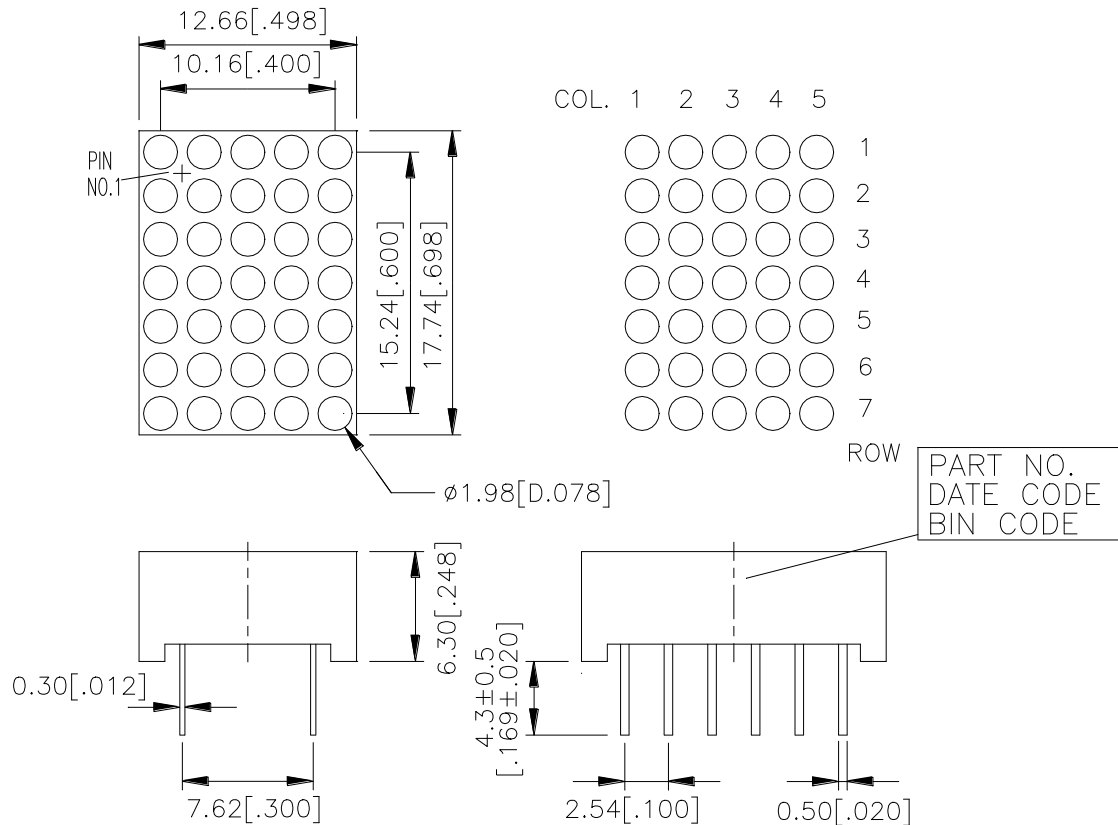 12.66[.498]
10.16[.400]
COL. 1 2 3 4 5
PIN
NO.1
15.24[.600]
17.74[.698]
1
2
3
4
5
6
7
ROW
ø1.98[D.078]
PART NO.
DATE CODE
BIN CODE
6.30[.248]
0.30[.012]
7.62[.300]
4.3±0.5
[.169±.020]
2.54[.100]
0.50[.020]